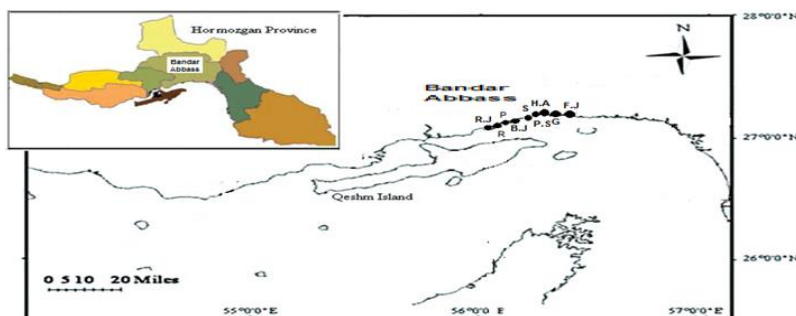 Hormozgan Province
Bandar
Abbass
28°0'0"N
Bandar
Abbass
S H.A F.J
R.J P
R B.J P.S G
27°0'0"N
Qeshm Island
26°0'0"N
0 5 10 20 Miles
55°0'0"E
56°0'0"E
57°0'0"E
N